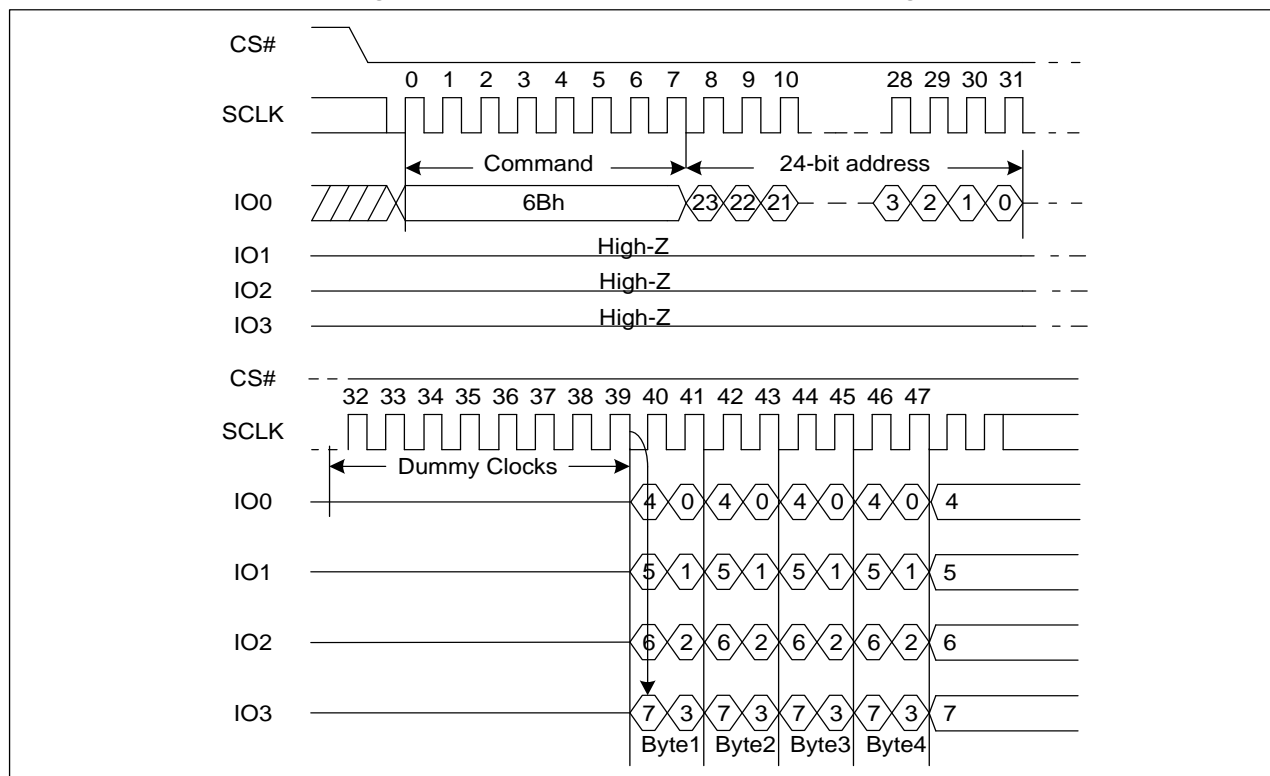 CS#
0 1 2 3 4 5 6 7 8 9 10 28 29 30 31
SCLK
Command 24-bit address
IO0 6Bh 23 22 21 3 2 1 0
IO1 High-Z
IO2 High-Z
IO3 High-Z
CS#
32 33 34 35 36 37 38 39 40 41 42 43 44 45 46 47
SCLK
Dummy Clocks
IO0 4 0 4 0 4 0 4 0 4
IO1 5 1 5 1 5 1 5 1 5
IO2 6 2 6 2 6 2 6 2 6
IO3 7 3 7 3 7 3 7 3 7
Byte1 Byte2 Byte3 Byte4